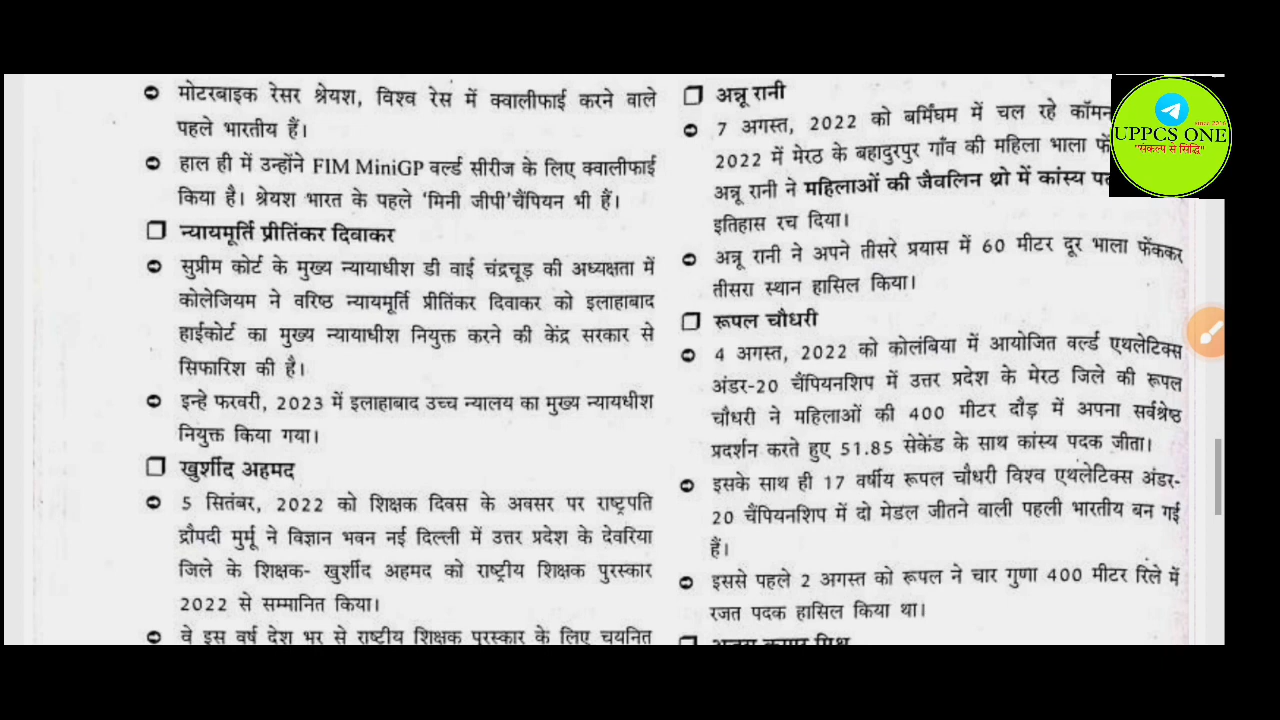 ➲ मोटरबाइक रेसर श्रेयश, विश्व रेस में क्वालीफाई करने वाले
पहले भारतीय हैं।
➲ हाल ही में उन्होंने FIM MiniGP वर्ल्ड सीरीज के लिए क्वालीफाई
किया है। श्रेयश भारत के पहले ‘मिनी जीपी’चैंपियन भी हैं।
❒ न्यायमूर्ति प्रीतिंकर दिवाकर
➲ सुप्रीम कोर्ट के मुख्य न्यायाधीश डी वाई चंद्रचूड़ की अध्यक्षता में
कोलेजियम ने वरिष्ठ न्यायमूर्ति प्रीतिंकर दिवाकर को इलाहाबाद
हाईकोर्ट का मुख्य न्यायाधीश नियुक्त करने की केंद्र सरकार से
सिफारिश की है।
➲ इन्हे फरवरी, 2023 में इलाहाबाद उच्च न्यालय का मुख्य न्यायधीश
नियुक्त किया गया।
❒ खुर्शीद अहमद
➲ 5 सितंबर, 2022 को शिक्षक दिवस के अवसर पर राष्ट्रपति
द्रौपदी मुर्मू ने विज्ञान भवन नई दिल्ली में उत्तर प्रदेश के देवरिया
जिले के शिक्षक- खुर्शीद अहमद को राष्ट्रीय शिक्षक पुरस्कार
2022 से सम्मानित किया।
➲ वे इस वर्ष देश भर से राष्ट्रीय शिक्षक पुरस्कार के लिए चयनित
❒ अन्नू रानी
➲ 7 अगस्त, 2022 को बर्मिंघम में चल रहे कॉमन
2022 में मेरठ के बहादुरपुर गाँव की महिला भाला
अन्नू रानी ने महिलाओं की जैवलिन थ्रो में कांस्य
इतिहास रच दिया।
➲ अन्नू रानी ने अपने तीसरे प्रयास में 60 मीटर दूर भाला फेंककर
तीसरा स्थान हासिल किया।
❒ रूपल चौधरी
➲ 4 अगस्त, 2022 को कोलंबिया में आयोजित वर्ल्ड एथलेटिक्स
अंडर-20 चैंपियनशिप में उत्तर प्रदेश के मेरठ जिले की रूपल
चौधरी ने महिलाओं की 400 मीटर दौड़ में अपना सर्वश्रेष्ठ
प्रदर्शन करते हुए 51.85 सेकेंड के साथ कांस्य पदक जीता।
➲ इसके साथ ही 17 वर्षीय रूपल चौधरी विश्व एथलेटिक्स अंडर-
20 चैंपियनशिप में दो मेडल जीतने वाली पहली भारतीय बन गई
हैं।
➲ इससे पहले 2 अगस्त को रूपल ने चार गुणा 400 मीटर रिले में
रजत पदक हासिल किया था।
UPPCS ONE
"संकल्प से सिद्धि"